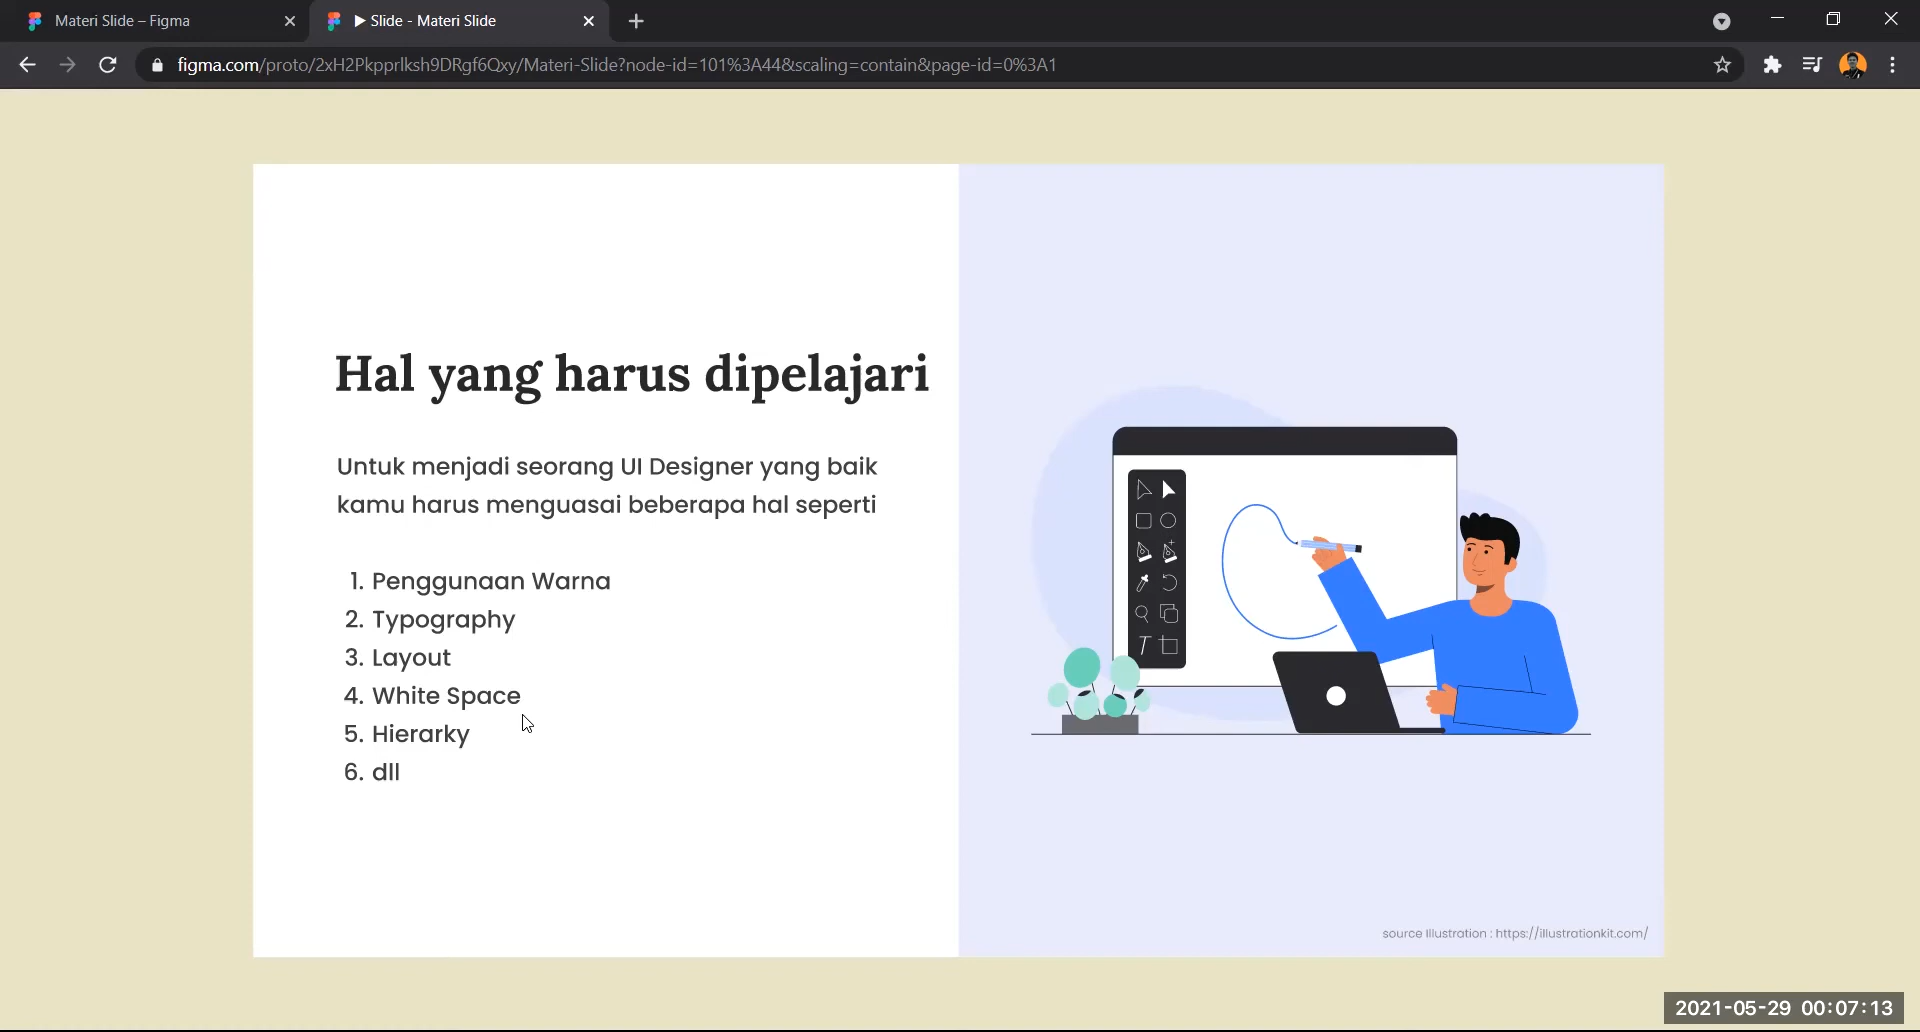 Materi Slide – Figma
▶ Slide - Materi Slide
figma.com/proto/2xH2Pkpprlksh9DRgf6Qxy/Materi-Slide?node-id=101%3A44&scaling=contain&page-id=0%3A1
Hal yang harus dipelajari
Untuk menjadi seorang UI Designer yang baik
kamu harus menguasai beberapa hal seperti
1. Penggunaan Warna
2. Typography
3. Layout
4. White Space
5. Hierarky
6. dll
T
source Illustration : https://illustrationkit.com/
2021-05-29 00:07:13